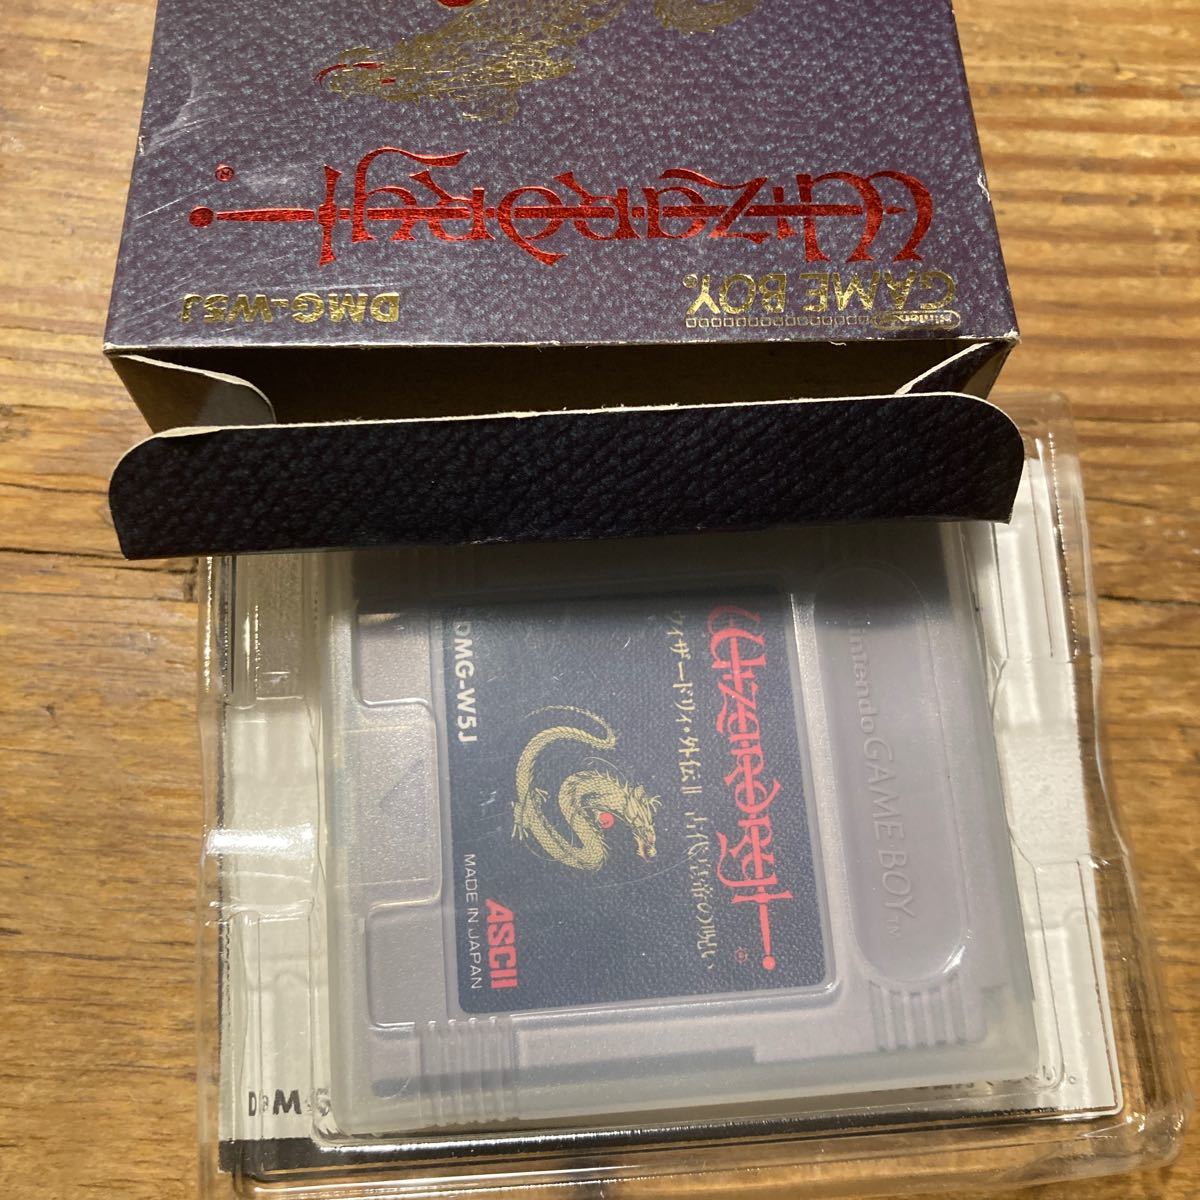 Wizardry
®
Nintendo
GAME BOY®
DMG-W5J
Nintendo GAME BOY™
Wizardry
®
ウィザードリィ・外伝Ⅱ 古代皇帝の呪い
DMG-W5J
ASCII
MADE IN JAPAN